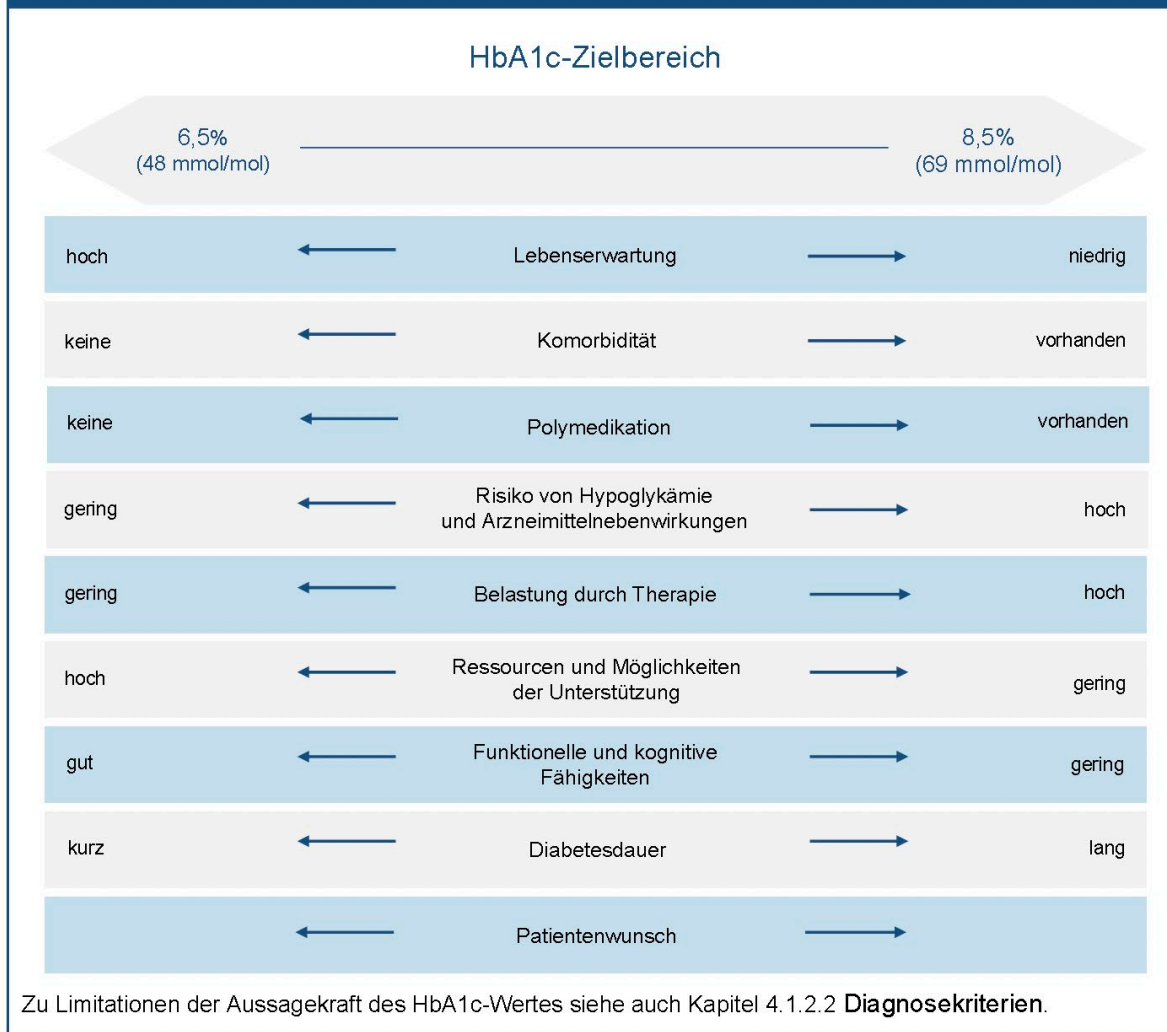 HbA1c-Zielbereich
6,5%
(48 mmol/mol)
8,5%
(69 mmol/mol)
hoch
Lebenserwartung
niedrig
keine
Komorbidität
vorhanden
keine
Polymedikation
vorhanden
gering
Risiko von Hypoglykämie
und Arzneimittelnebenwirkungen
hoch
gering
Belastung durch Therapie
hoch
hoch
Ressourcen und Möglichkeiten
der Unterstützung
gering
gut
Funktionelle und kognitive
Fähigkeiten
gering
kurz
Diabetesdauer
lang
Patientenwunsch
Zu Limitationen der Aussagekraft des HbA1c-Wertes siehe auch Kapitel 4.1.2.2 Diagnosekriterien.